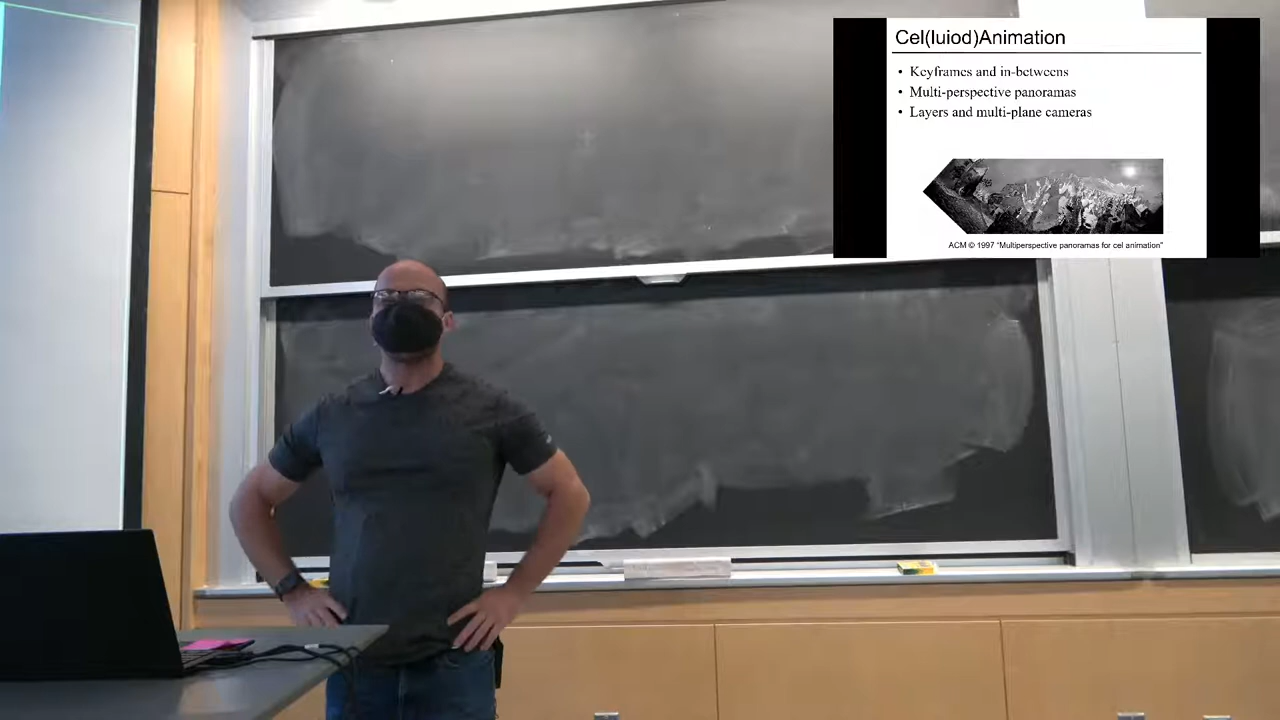 Cel(luiod)Animation
• Keyframes and in-betweens
• Multi-perspective panoramas
• Layers and multi-plane cameras
ACM © 1997 “Multiperspective panoramas for cel animation”